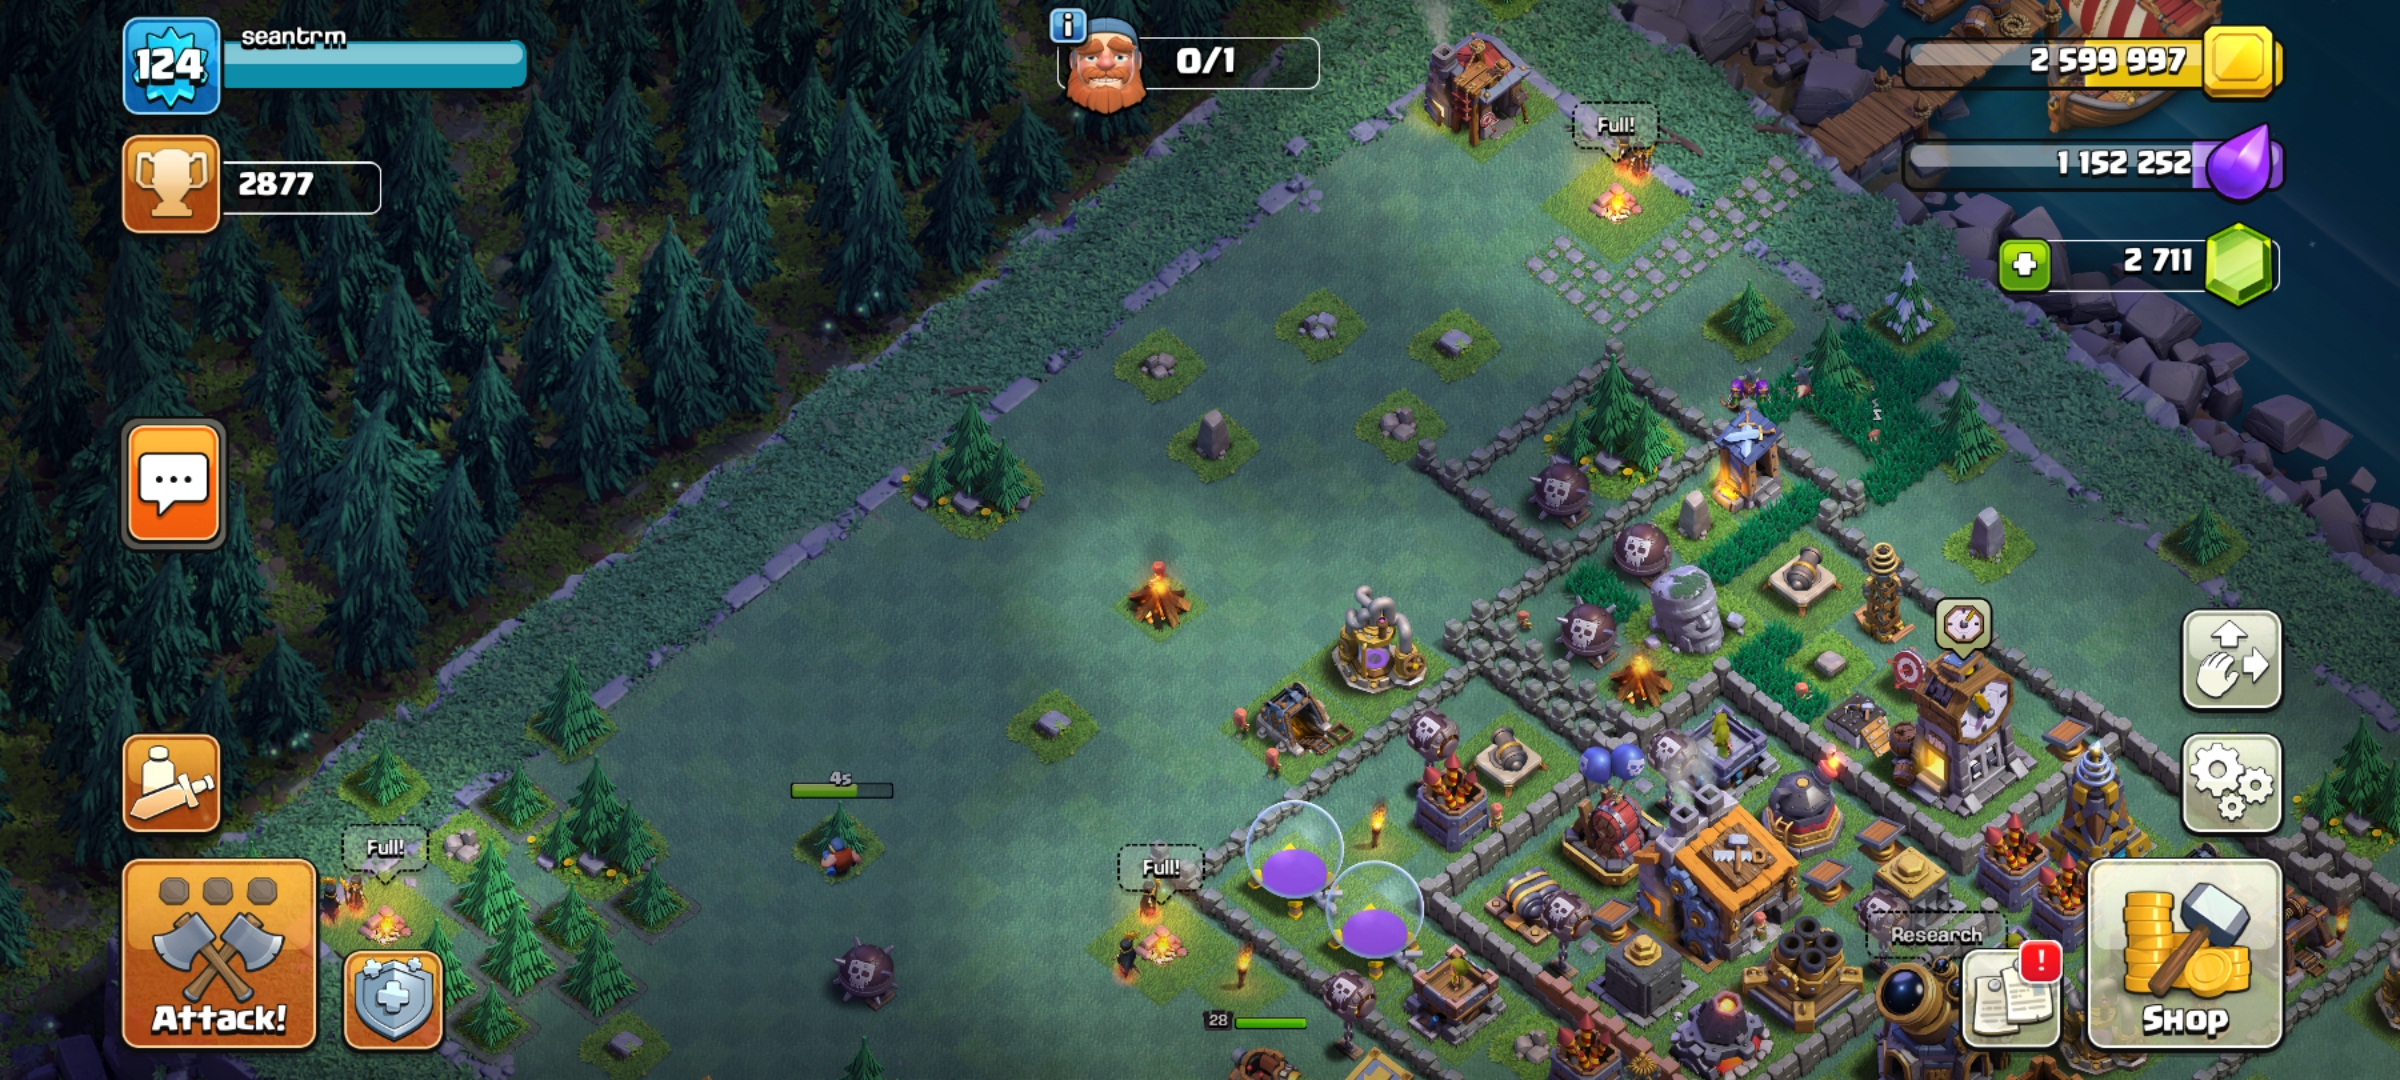 124
seantrm
i
0/1
2 599 997
Full!
1 152 252
2877
2 711
4s
Full!
Full!
Research
!
Attack!
28
Shop